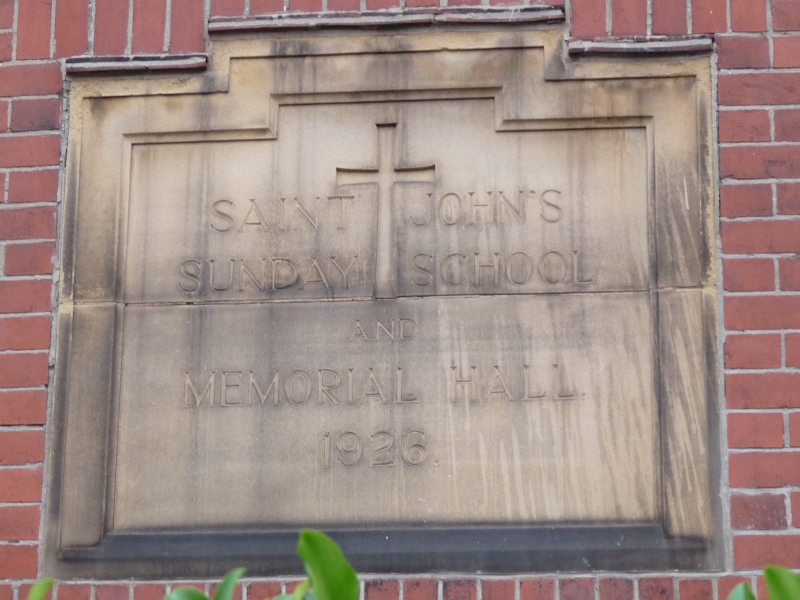 SAINT JOHN'S
SUNDAY SCHOOL
AND
MEMORIAL HALL.
1926.